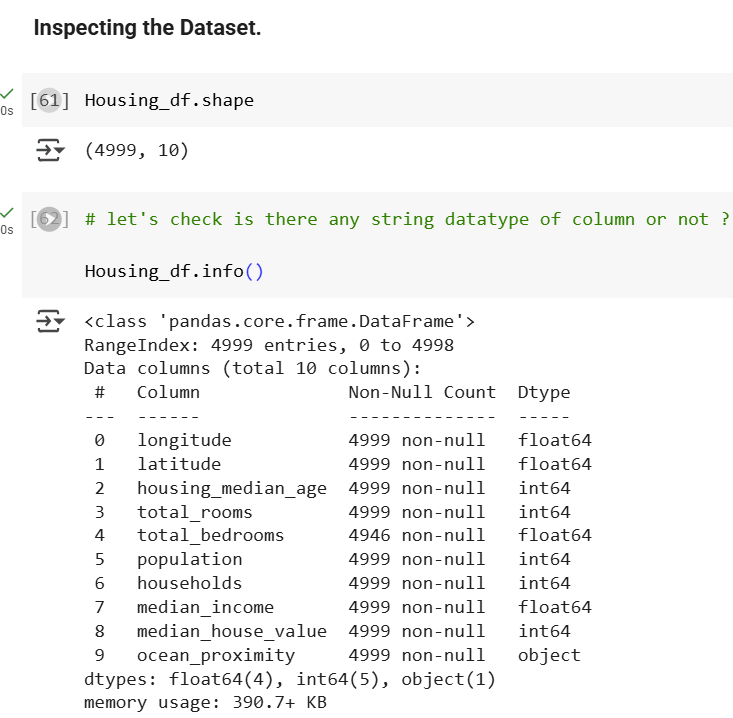 Inspecting the Dataset.
0s
[61] Housing_df.shape
(4999, 10)
0s
[62] # let's check is there any string datatype of column or not ?
Housing_df.info()
<class 'pandas.core.frame.DataFrame'>
RangeIndex: 4999 entries, 0 to 4998
Data columns (total 10 columns):
 #   Column              Non-Null Count  Dtype
---  ------              --------------  -----
 0   longitude           4999 non-null   float64
 1   latitude            4999 non-null   float64
 2   housing_median_age  4999 non-null   int64
 3   total_rooms         4999 non-null   int64
 4   total_bedrooms      4946 non-null   float64
 5   population          4999 non-null   int64
 6   households          4999 non-null   int64
 7   median_income       4999 non-null   float64
 8   median_house_value  4999 non-null   int64
 9   ocean_proximity     4999 non-null   object
dtypes: float64(4), int64(5), object(1)
memory usage: 390.7+ KB